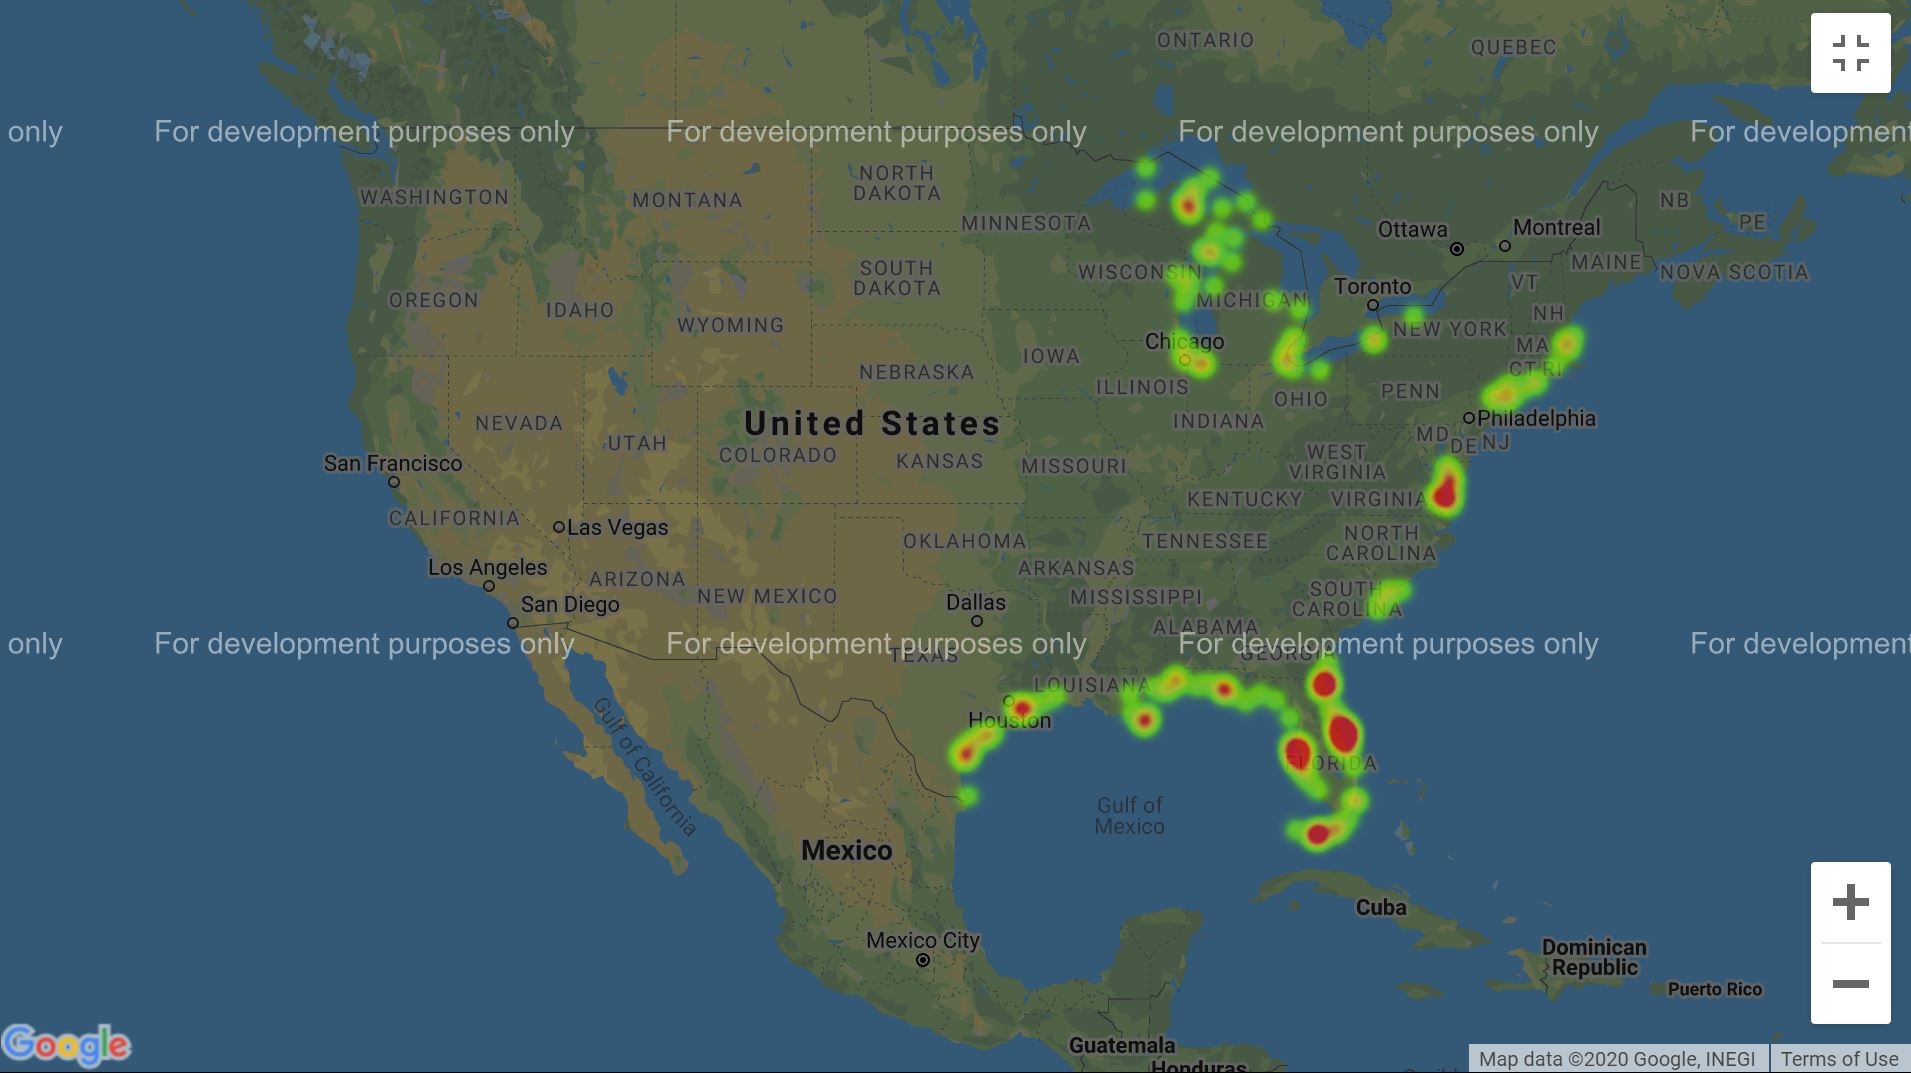 ONTARIO
QUEBEC
only
For development purposes only
For development purposes only
For development purposes only
For development
WASHINGTON
MONTANA
NORTH
DAKOTA
MINNESOTA
Ottawa
Montreal
NB
PE
MAINE
NOVA SCOTIA
OREGON
IDAHO
WYOMING
SOUTH
DAKOTA
WISCONSIN
MICHIGAN
Toronto
VT
NH
NEW YORK
MA
CT RI
Chicago
IOWA
ILLINOIS
NEBRASKA
INDIANA
OHIO
PENN
Philadelphia
MD
DE
NJ
NEVADA
UTAH
United States
COLORADO
KANSAS
MISSOURI
WEST
VIRGINIA
KENTUCKY
VIRGINIA
San Francisco
CALIFORNIA
Las Vegas
OKLAHOMA
TENNESSEE
NORTH
CAROLINA
Los Angeles
ARIZONA
NEW MEXICO
ARKANSAS
MISSISSIPPI
SOUTH
CAROLINA
San Diego
Dallas
ALABAMA
only
For development purposes only
For development purposes only
For development purposes only
For development
TEXAS
GEORGIA
LOUISIANA
Houston
FLORIDA
Gulf of California
Gulf of
Mexico
Mexico
Cuba
Mexico City
Dominican
Republic
Puerto Rico
Guatemala
Honduras
Google
Map data ©2020 Google, INEGI
Terms of Use